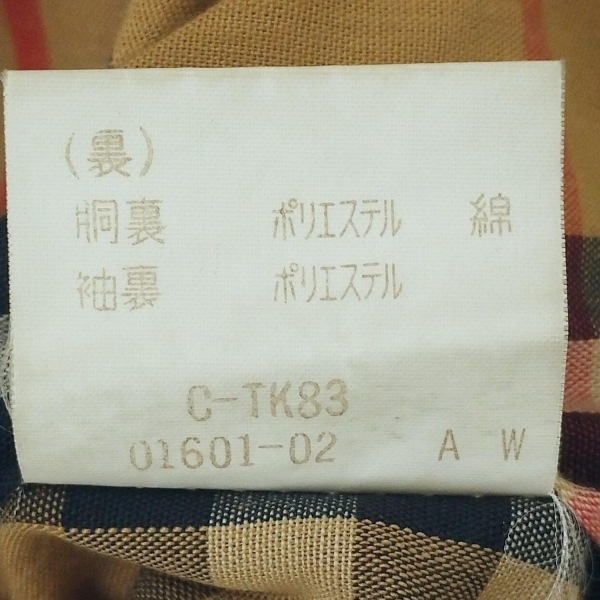 (裏)
胴裏 ポリエステル 綿
袖裏 ポリエステル
C-TK83
01601-02 A W